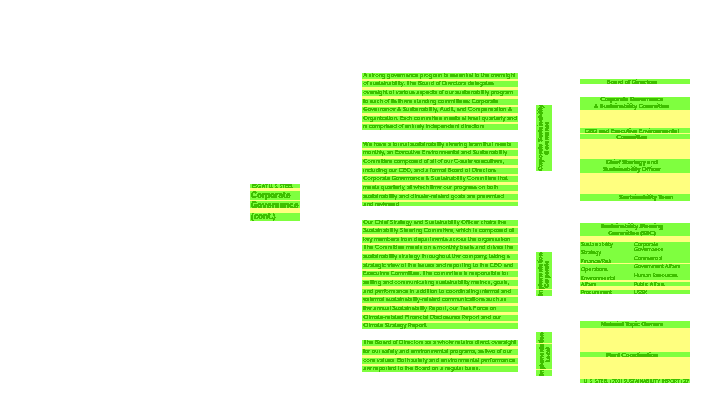 ESG AT U. S. STEEL
Corporate
Governance
(cont.)
A strong governance program is essential to the oversight
of sustainability. The Board of Directors delegates
oversight of various aspects of our sustainability program
to each of its three standing committees: Corporate
Governance & Sustainability, Audit, and Compensation &
Organization. Each committee meets at least quarterly and
is comprised of entirely independent directors.
We have a formal sustainability steering team that meets
monthly, an Executive Environmental and Sustainability
Committee composed of all of our C-suite executives,
including our CEO, and a formal Board of Directors
Corporate Governance & Sustainability Committee that
meets quarterly, at which time our progress on both
sustainability and climate-related goals are presented
and reviewed.
Our Chief Strategy and Sustainability Officer chairs the
Sustainability Steering Committee, which is composed of
key members from departments across the organization.
The Committee meets on a monthly basis and drives the
sustainability strategy throughout the company, taking a
strategic view of the issues and reporting to the CEO and
Executive Committee. The committee is responsible for
setting and communicating sustainability metrics, goals,
and performance in addition to coordinating internal and
external sustainability-related communications such as
the annual Sustainability Report, our Task Force on
Climate-related Financial Disclosures Report and our
Climate Strategy Report.
The Board of Directors as a whole retains direct oversight
for our safety and environmental programs, as two of our
core values. Both safety and environmental performance
are reported to the Board on a regular basis.
Corporate Sustainability
Governance
Implementation
Corporate
Implementation
Local
Board of Directors
Corporate Governance
& Sustainability Committee
CEO and Executive Environmental
Committee
Chief Strategy and
Sustainability Officer
Sustainability Team
Sustainability Steering
Committee (SSC)
Sustainability
Strategy
Finance/Risk
Operations
Environmental
Affairs
Procurement
Corporate
Governance
Commercial
Government Affairs
Human Resources
Public Affairs
USSK
Material Topic Owners
Plant Coordination
U. S. STEEL | 2021 SUSTAINABILITY REPORT |